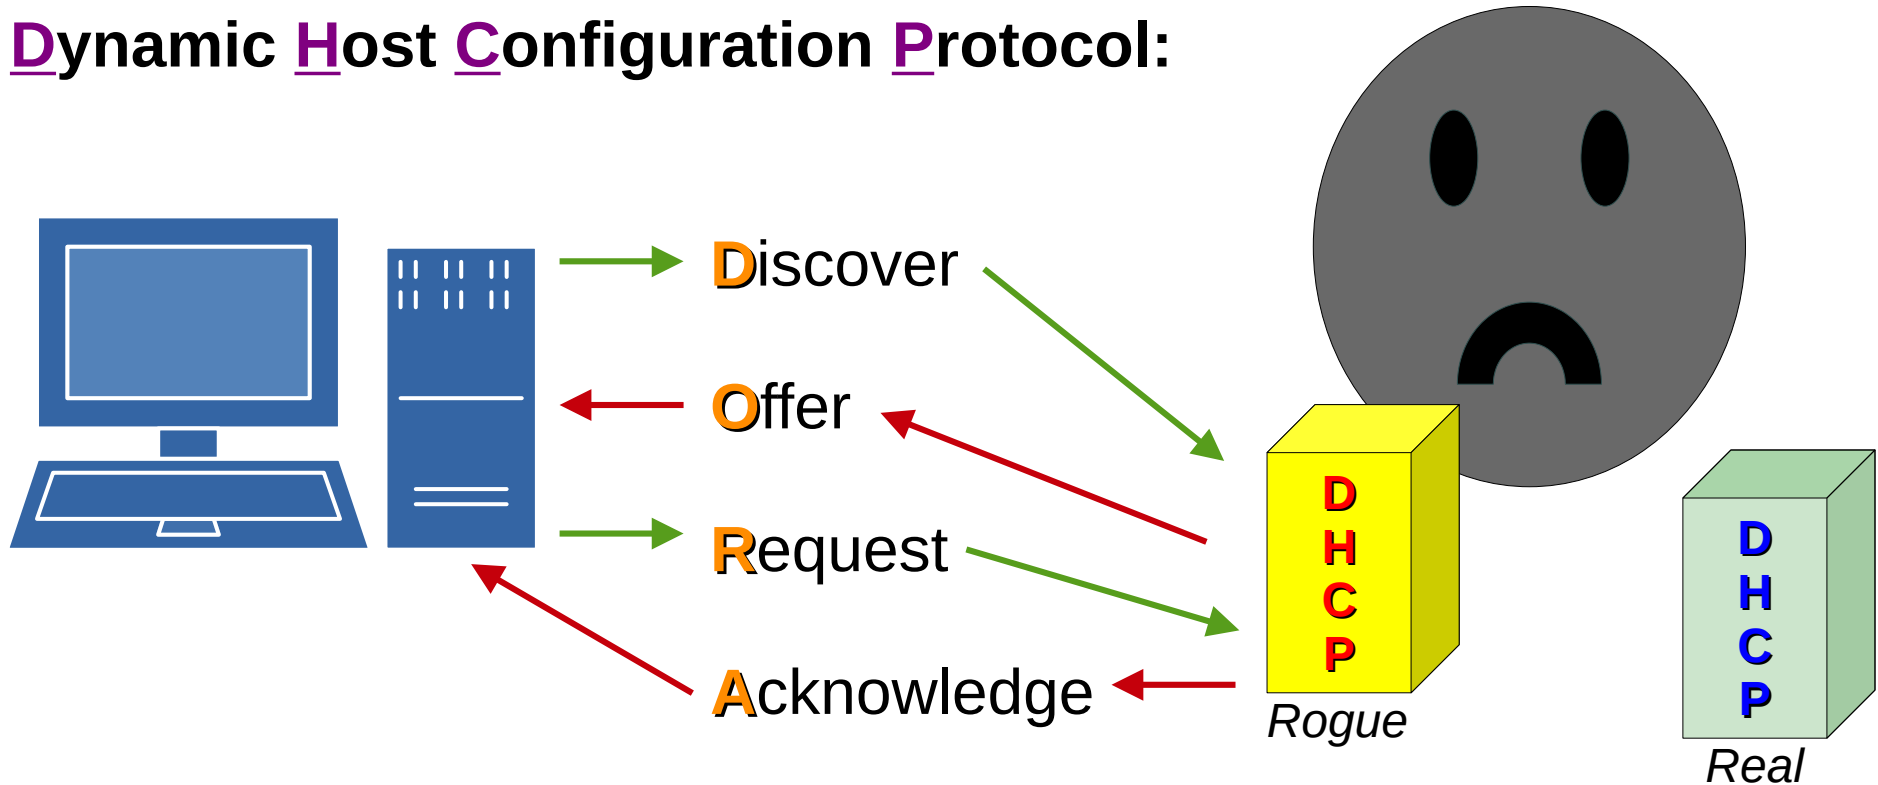 Dynamic Host Configuration Protocol:
Discover
Offer
Request
Acknowledge
D
H
C
P
Rogue
D
H
C
P
Real